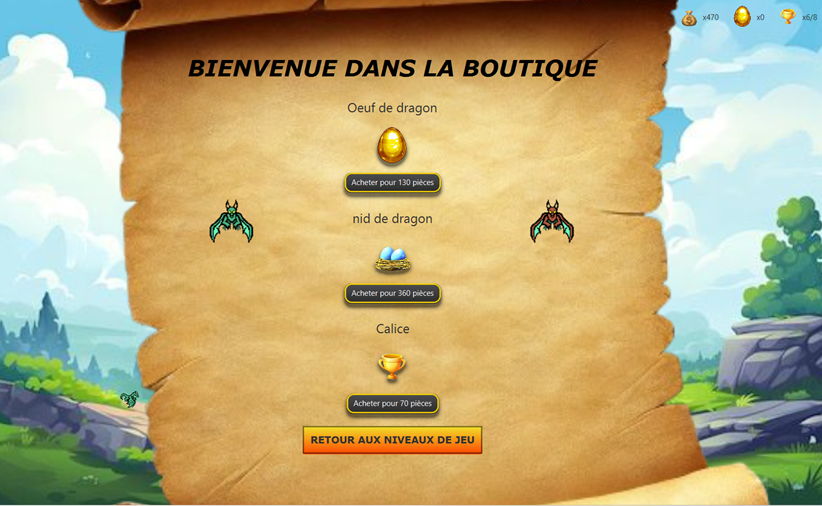 x470 x0 x6/8
BIENVENUE DANS LA BOUTIQUE
Oeuf de dragon
Acheter pour 130 pièces
nid de dragon
Acheter pour 360 pièces
Calice
Acheter pour 70 pièces
RETOUR AUX NIVEAUX DE JEU